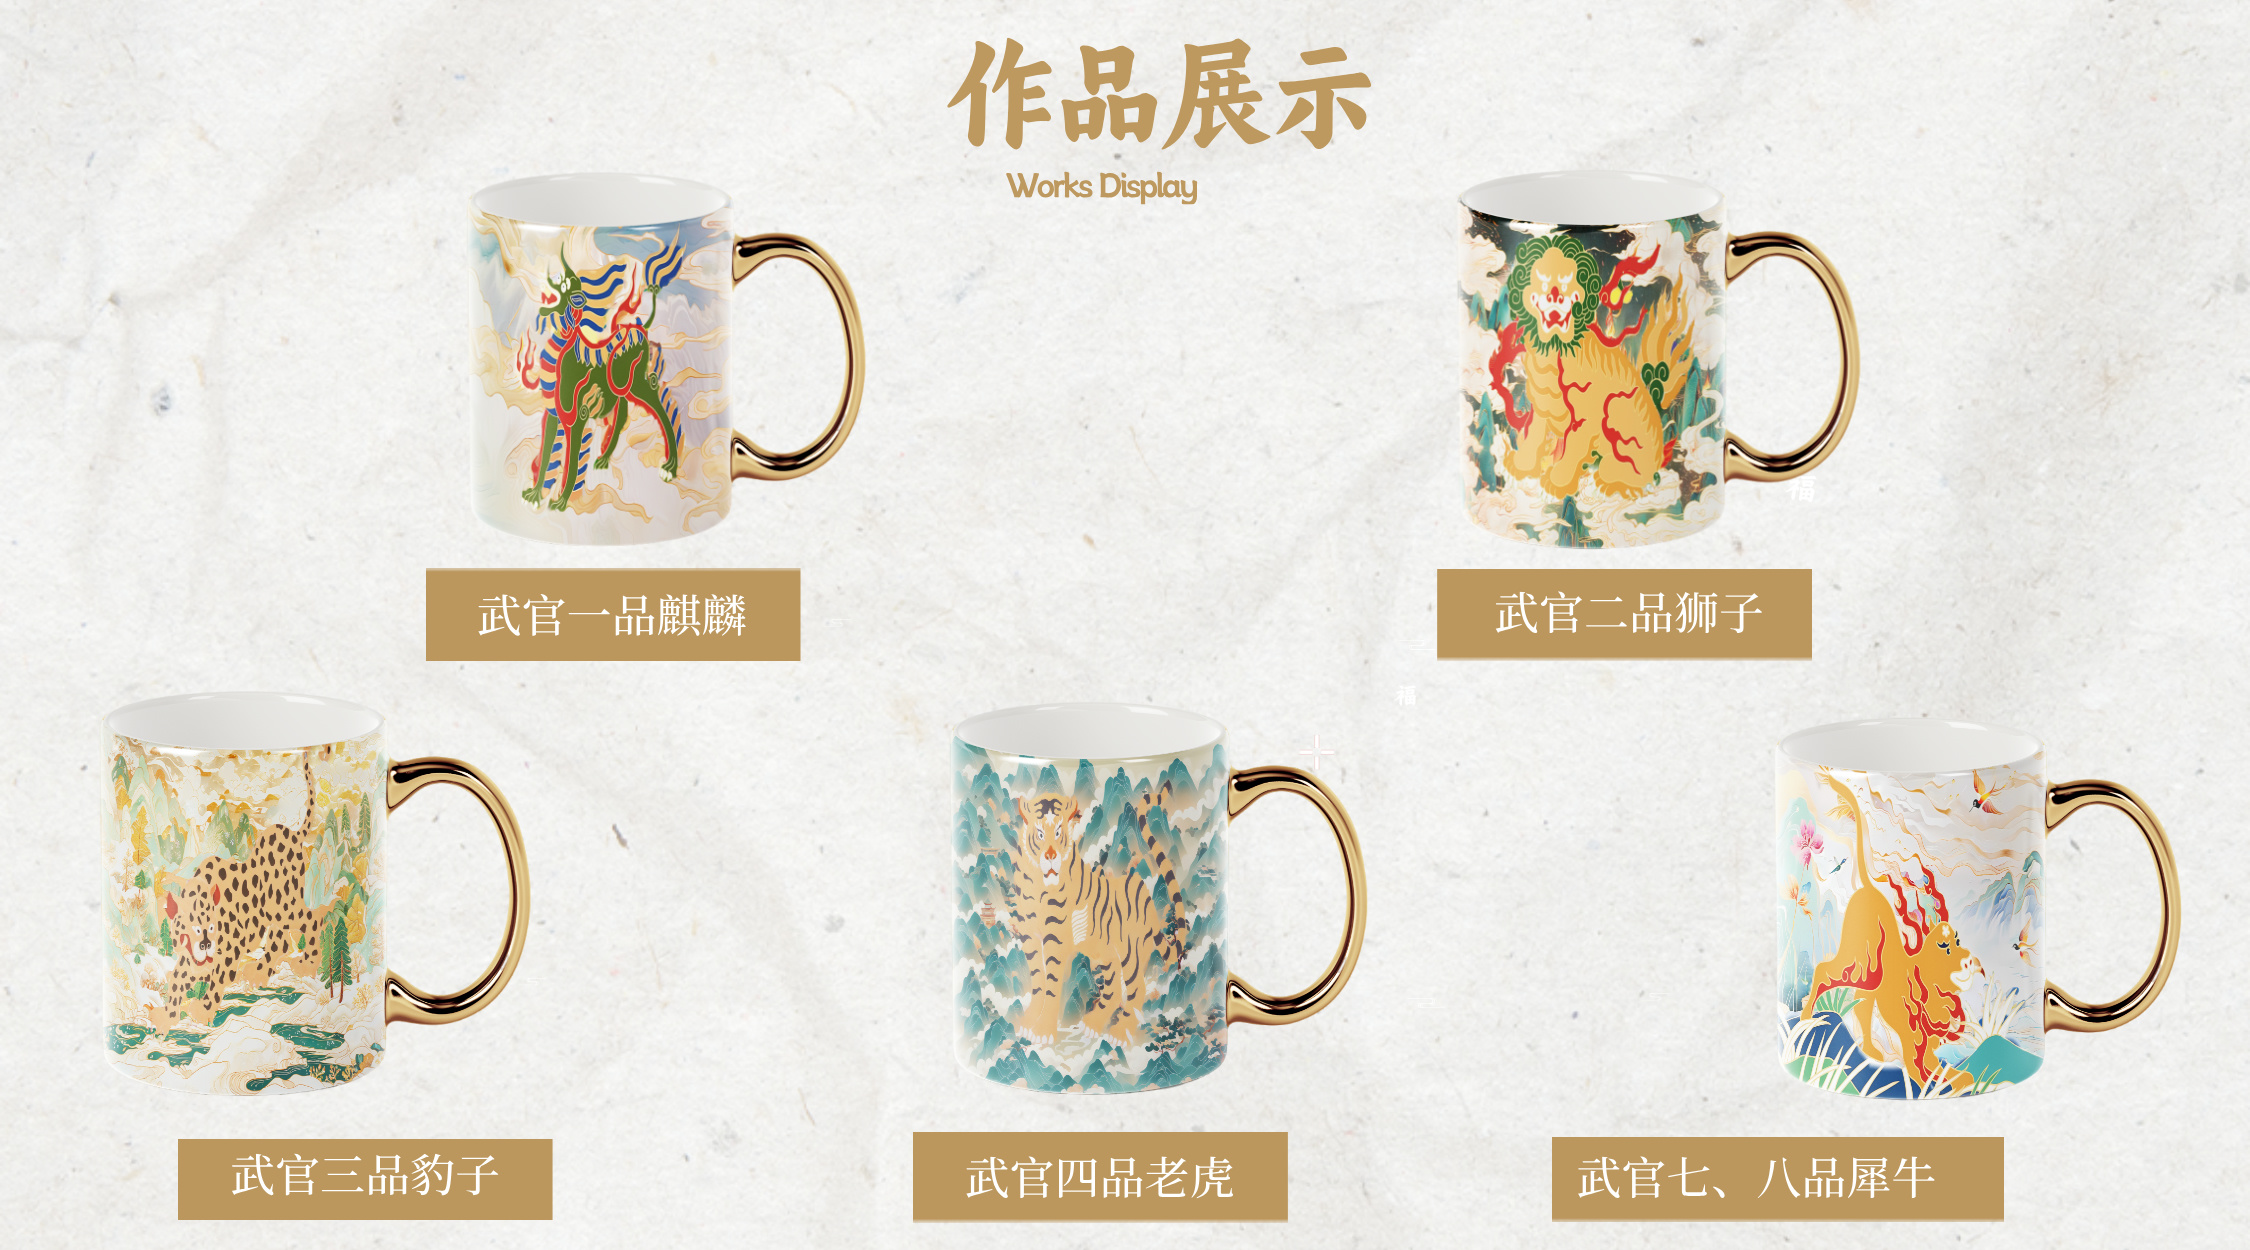 作品展示
Works Display
福
武官一品麒麟
武官二品狮子
福
武官三品豹子
武官四品老虎
武官七、八品犀牛